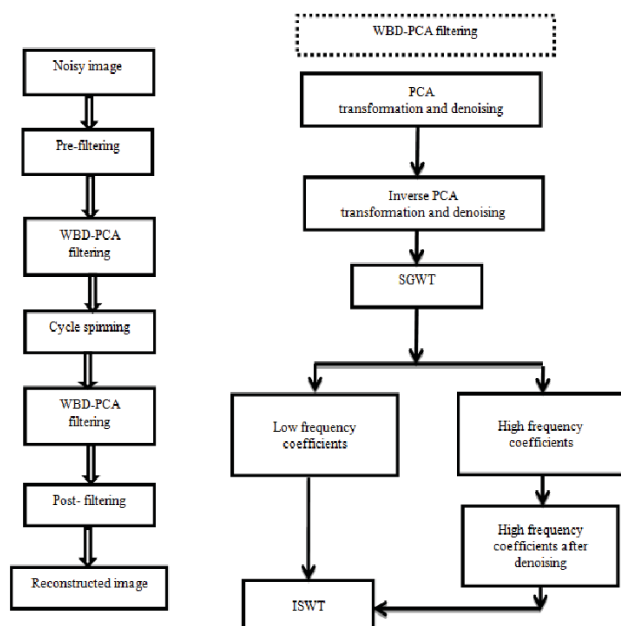 Noisy image
Pre-filtering
WBD-PCA
filtering
Cycle spinning
WBD-PCA
filtering
Post- filtering
Reconstructed image
WBD-PCA filtering
PCA
transformation and denoising
Inverse PCA
transformation and denoising
SGWT
Low frequency
coefficients
High frequency
coefficients
High frequency
coefficients after
denoising
ISWT